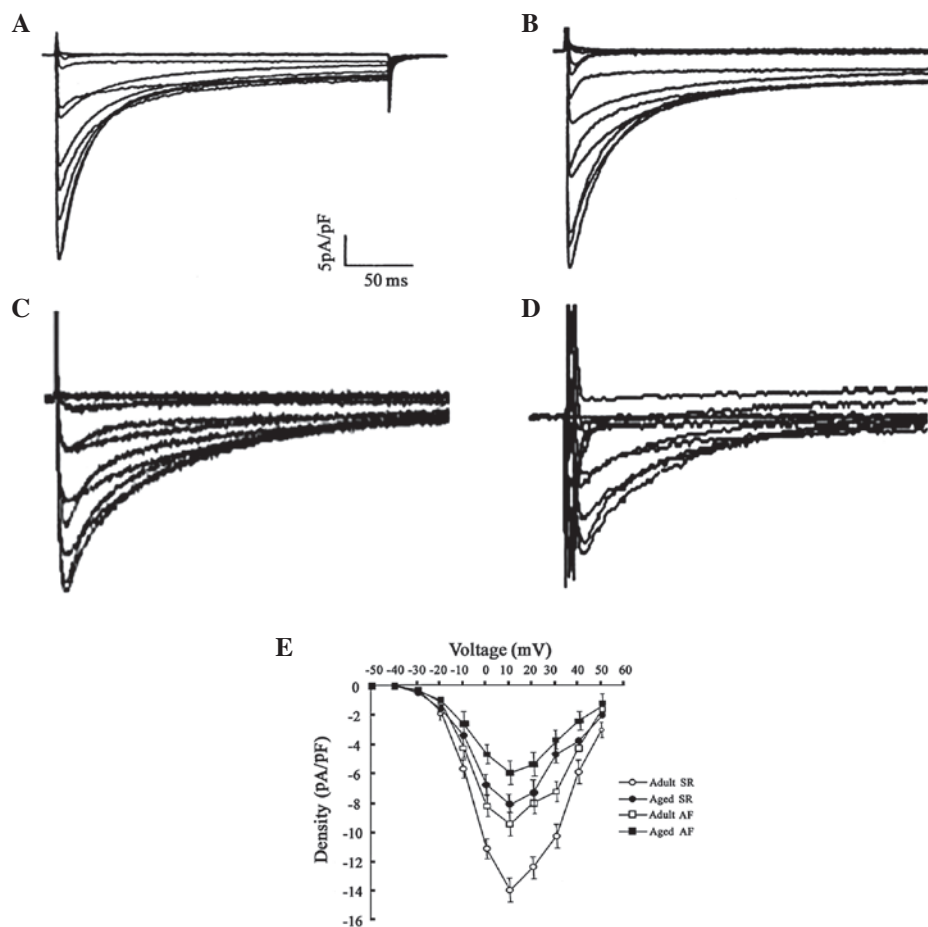 A
B
5pA/pF
50 ms
C
D
E
Voltage (mV)
-50 -40 -30 -20 -10 0 10 20 30 40 50 60
0
-2
-4
-6
-8
-10
-12
-14
-16
Density (pA/pF)
Adult SR
Aged SR
Adult AF
Aged AF